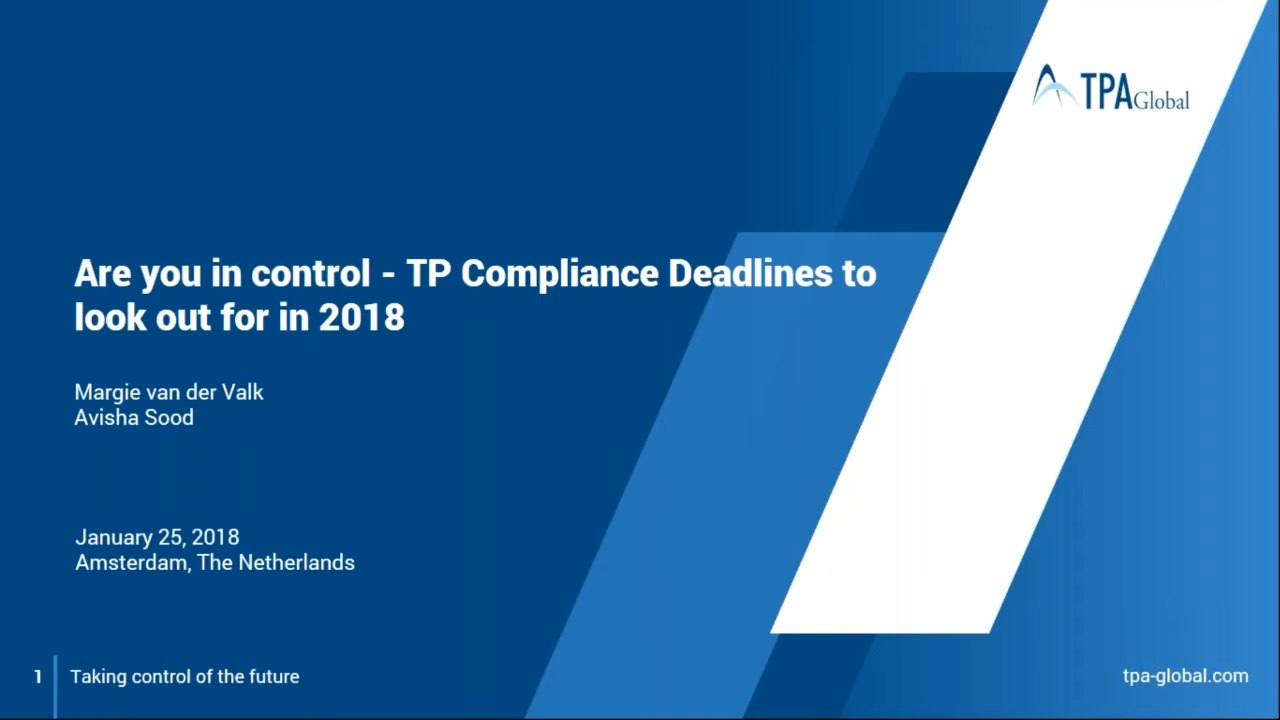 TPA Global
Are you in control - TP Compliance Deadlines to
look out for in 2018
Margie van der Valk
Avisha Sood
January 25, 2018
Amsterdam, The Netherlands
1 Taking control of the future
tpa-global.com